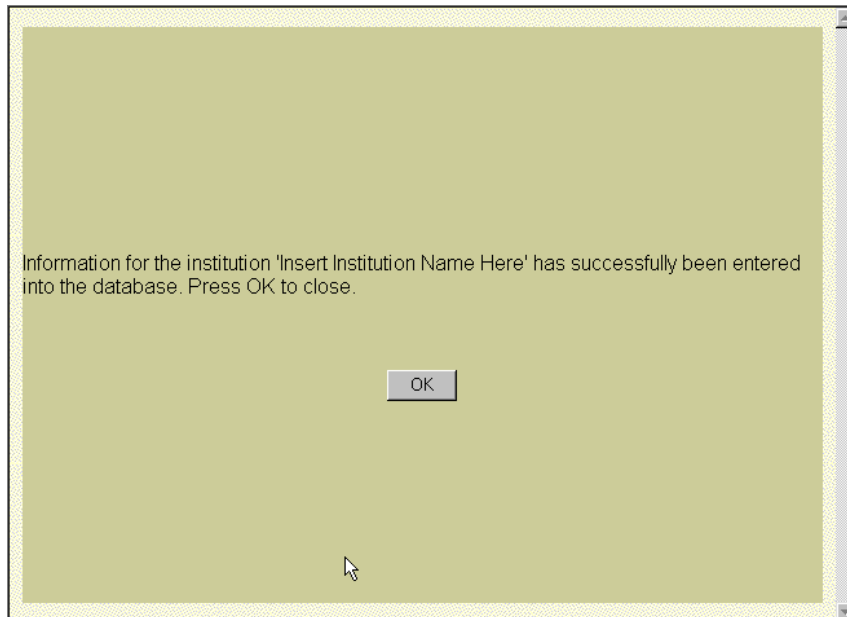 Information for the institution 'Insert Institution Name Here' has successfully been entered
into the database. Press OK to close.
OK